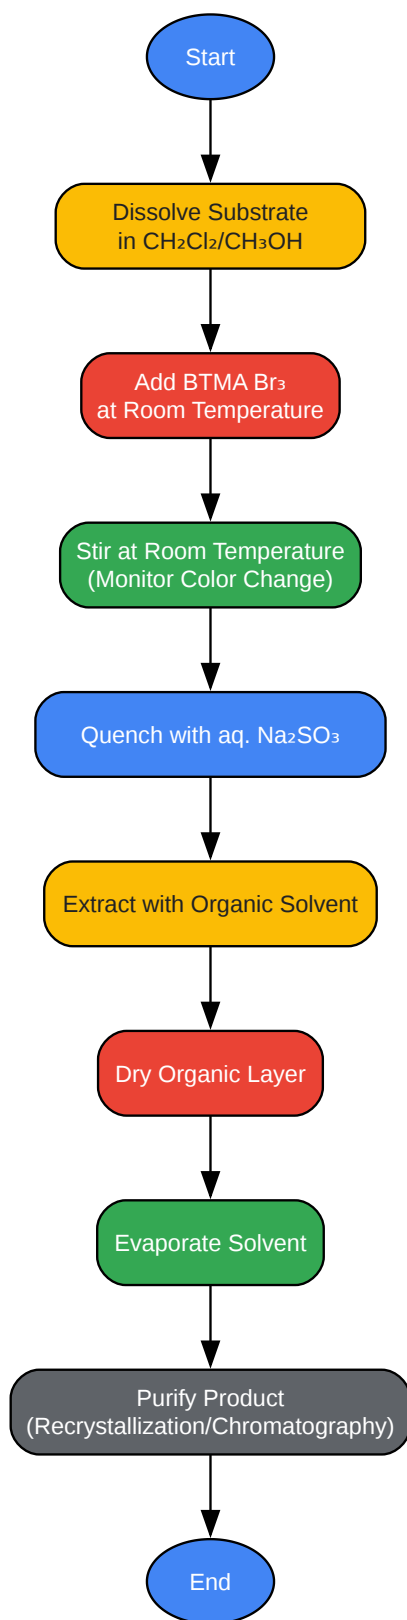 Start
Dissolve Substrate
in CH₂Cl₂/CH₃OH
Add BTMA Br₃
at Room Temperature
Stir at Room Temperature
(Monitor Color Change)
Quench with aq. Na₂SO₃
Extract with Organic Solvent
Dry Organic Layer
Evaporate Solvent
Purify Product
(Recrystallization/Chromatography)
End